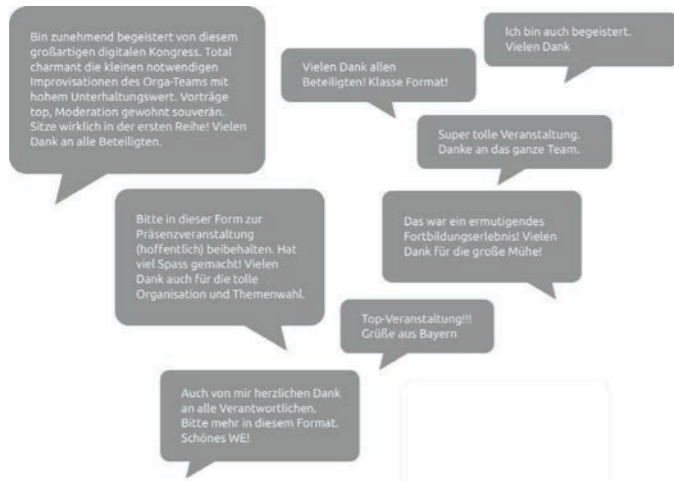 Bin zunehmend begeistert von diesem
großartigen digitalen Kongress. Total
charmant die kleinen notwendigen
Improvisationen des Orga-Teams mit
hohem Unterhaltungswert. Vorträge
top, Moderation gewohnt souverän.
Sitze wirklich in der ersten Reihe! Vielen
Dank an alle Beteiligten.
Vielen Dank allen
Beteiligten! Klasse Format!
Ich bin auch begeistert.
Vielen Dank
Super tolle Veranstaltung.
Danke an das ganze Team.
Bitte in dieser Form zur
Präsenzveranstaltung
(hoffentlich) beibehalten. Hat
viel Spass gemacht! Vielen
Dank auch für die tolle
Organisation und Themenwahl.
Das war ein ermutigendes
Fortbildungserlebnis! Vielen
Dank für die große Mühe!
Top-Veranstaltung!!!
Grüße aus Bayern
Auch von mir herzlichen Dank
an alle Verantwortlichen.
Bitte mehr in diesem Format.
Schönes WE!